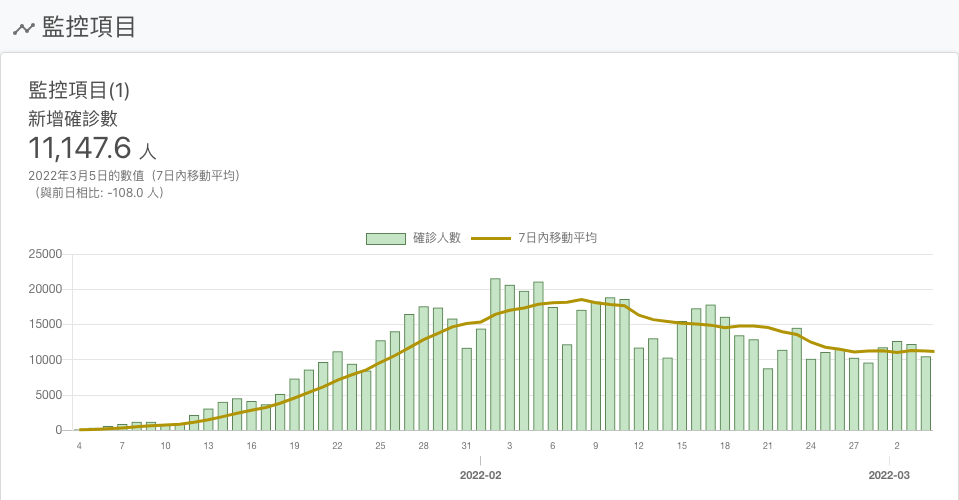 監控項目
監控項目(1)
新增確診數
11,147.6 人
2022年3月5日的數值（7日內移動平均）
（與前日相比: -108.0 人）
確診人數 7日內移動平均
25000
20000
15000
10000
5000
0
4 7 10 13 16 19 22 25 28 31 3 6 9 12 15 18 21 24 27 2
2022-02 2022-03